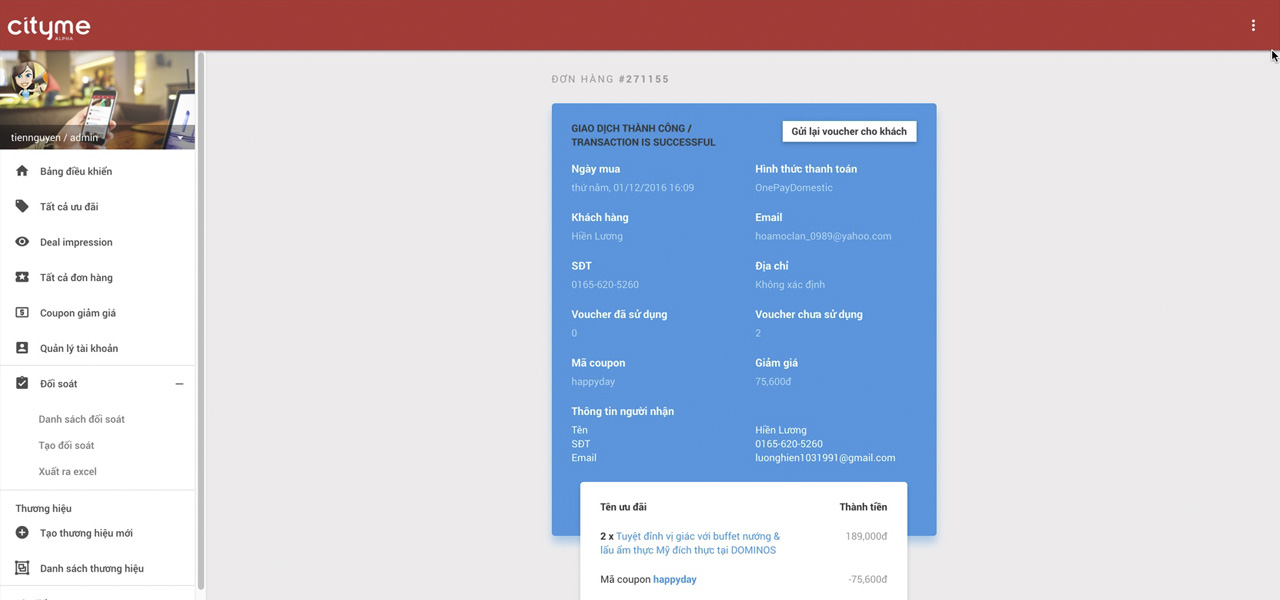 cityme
ALPHA
tiennguyen / admin
Bảng điều khiển
Tất cả ưu đãi
Deal impression
Tất cả đơn hàng
Coupon giảm giá
Quản lý tài khoản
Đối soát
Danh sách đối soát
Tạo đối soát
Xuất ra excel
Thương hiệu
Tạo thương hiệu mới
Danh sách thương hiệu
ĐƠN HÀNG #271155
GIAO DỊCH THÀNH CÔNG /
TRANSACTION IS SUCCESSFUL
Gửi lại voucher cho khách
Ngày mua
Hình thức thanh toán
thứ năm, 01/12/2016 16:09
OnePayDomestic
Khách hàng
Email
Hiền Lương
hoamoclan_0989@yahoo.com
SĐT
Địa chỉ
0165-620-5260
Không xác định
Voucher đã sử dụng
Voucher chưa sử dụng
0
2
Mã coupon
Giảm giá
happyday
75,600đ
Thông tin người nhận
Tên
Hiền Lương
SĐT
0165-620-5260
Email
luonghien1031991@gmail.com
Tên ưu đãi
Thành tiền
2 x Tuyệt đỉnh vị giác với buffet nướng &
189,000đ
lẩu ẩm thực Mỹ đích thực tại DOMINOS
Mã coupon happyday
-75,600đ